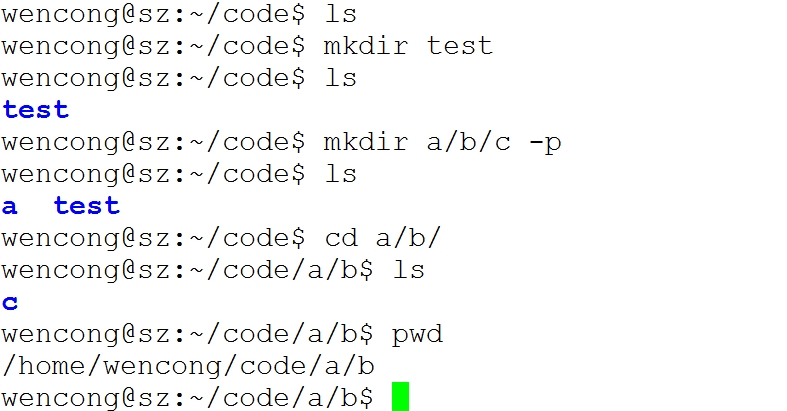 wencong@sz:~/code$ ls
wencong@sz:~/code$ mkdir test
wencong@sz:~/code$ ls
test
wencong@sz:~/code$ mkdir a/b/c -p
wencong@sz:~/code$ ls
a  test
wencong@sz:~/code$ cd a/b/
wencong@sz:~/code/a/b$ ls
c
wencong@sz:~/code/a/b$ pwd
/home/wencong/code/a/b
wencong@sz:~/code/a/b$